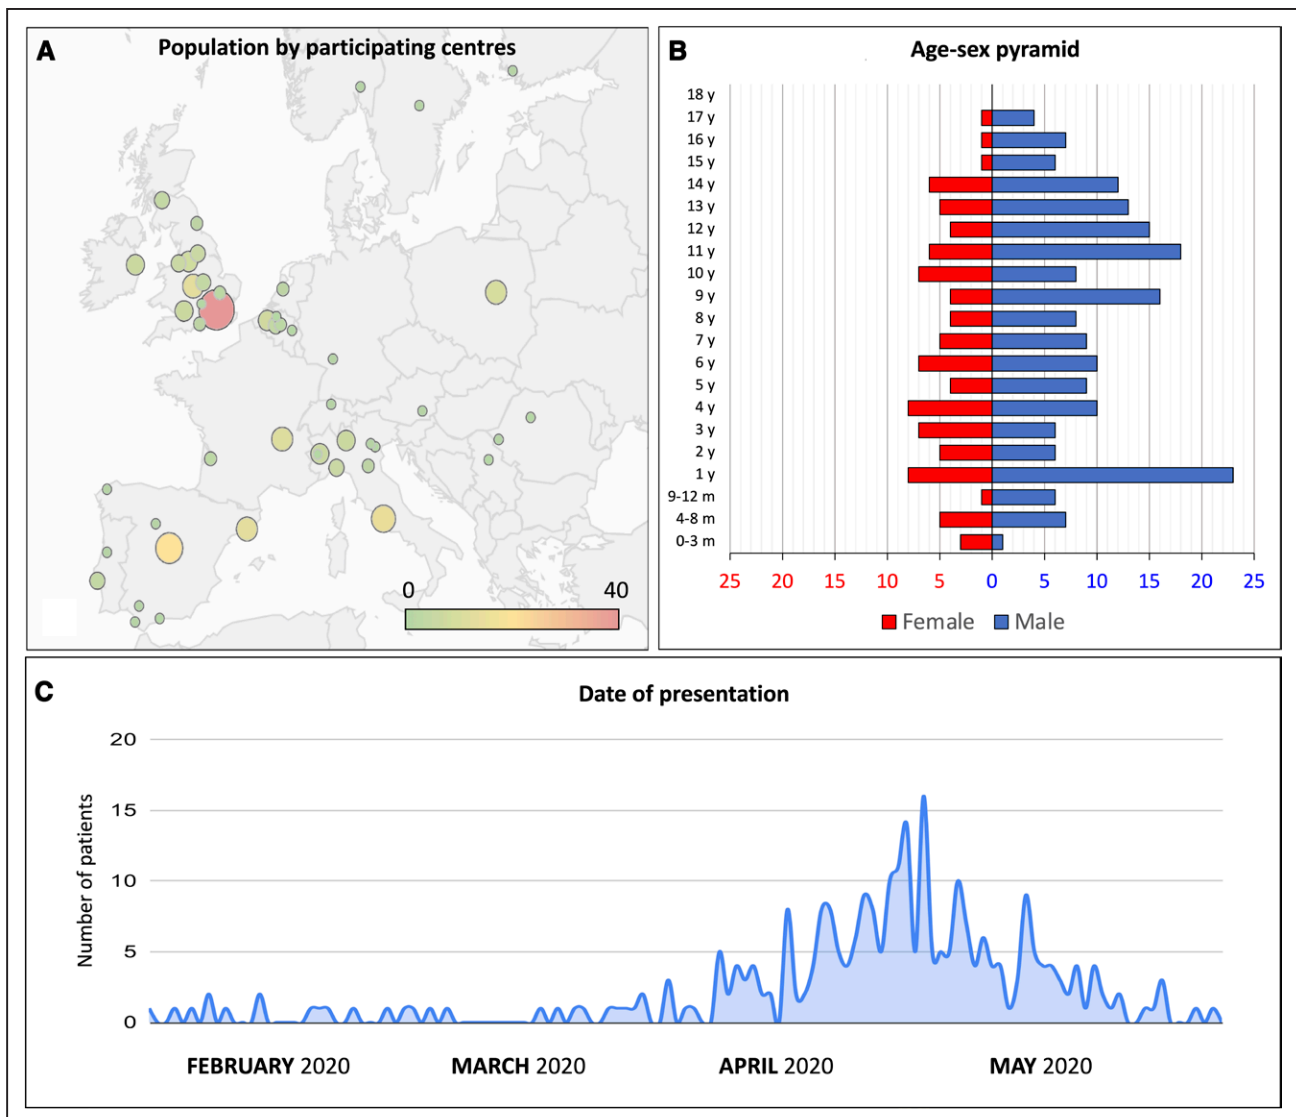 A
Population by participating centres
0 40
B
Age-sex pyramid
18 y
17 y
16 y
15 y
14 y
13 y
12 y
11 y
10 y
9 y
8 y
7 y
6 y
5 y
4 y
3 y
2 y
1 y
9-12 m
4-8 m
0-3 m
25 20 15 10 5 0 5 10 15 20 25
Female Male
C
Date of presentation
Number of patients
20
15
10
5
0
FEBRUARY 2020 MARCH 2020 APRIL 2020 MAY 2020